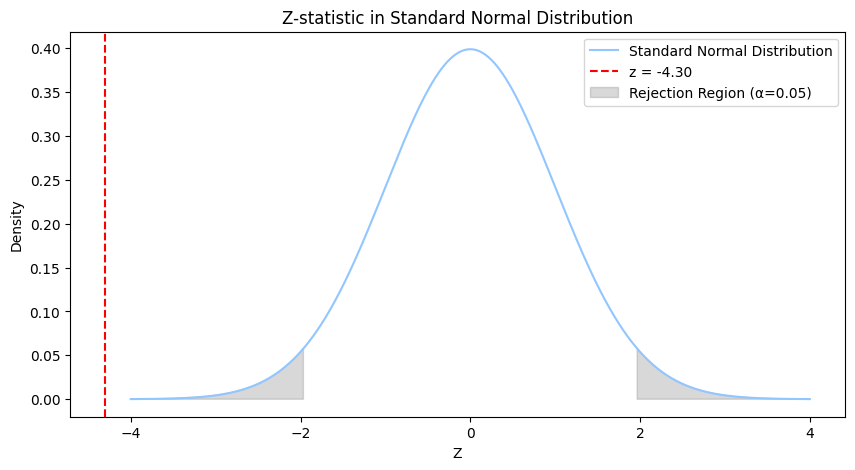 Z-statistic in Standard Normal Distribution
Standard Normal Distribution
z = -4.30
Rejection Region (α=0.05)
0.40
0.35
0.30
0.25
0.20
0.15
0.10
0.05
0.00
Density
−4
−2
0
2
4
Z